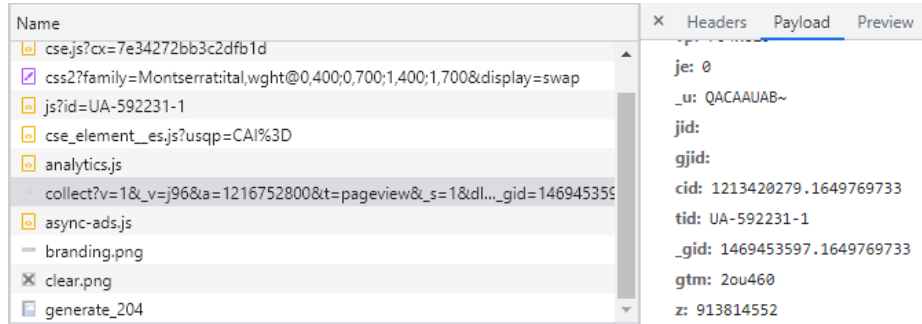 Name
cse.js?cx=7e34272bb3c2dfb1d
css2?family=Montserrat:ital,wght@0,400;0,700;1,400;1,700&display=swap
js?id=UA-592231-1
cse_element__es.js?usqp=CAI%3D
analytics.js
collect?v=1&_v=j96&a=1216752800&t=pageview&_s=1&dl..._gid=146945359
async-ads.js
branding.png
clear.png
generate_204
× Headers Payload Preview
je: 0
_u: QACAAUAB~
jid:
gjid:
cid: 1213420279.1649769733
tid: UA-592231-1
_gid: 1469453597.1649769733
gtm: 2ou460
z: 913814552